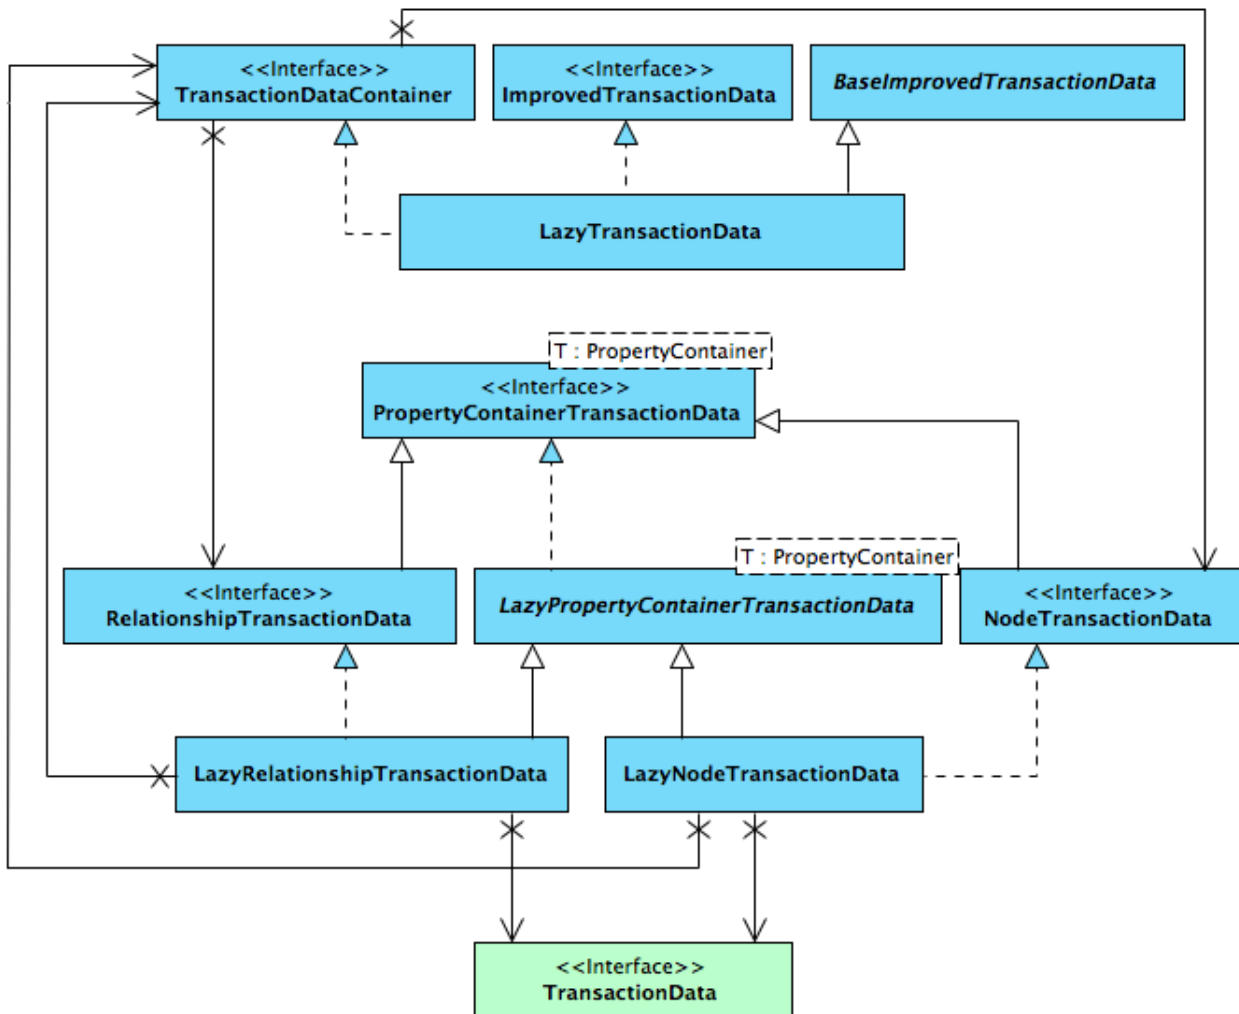 <<Interface>>
TransactionDataContainer
<<Interface>>
ImprovedTransactionData
BaseImprovedTransactionData
LazyTransactionData
T : PropertyContainer
<<Interface>>
PropertyContainerTransactionData
T : PropertyContainer
<<Interface>>
RelationshipTransactionData
LazyPropertyContainerTransactionData
<<Interface>>
NodeTransactionData
LazyRelationshipTransactionData
LazyNodeTransactionData
<<Interface>>
TransactionData